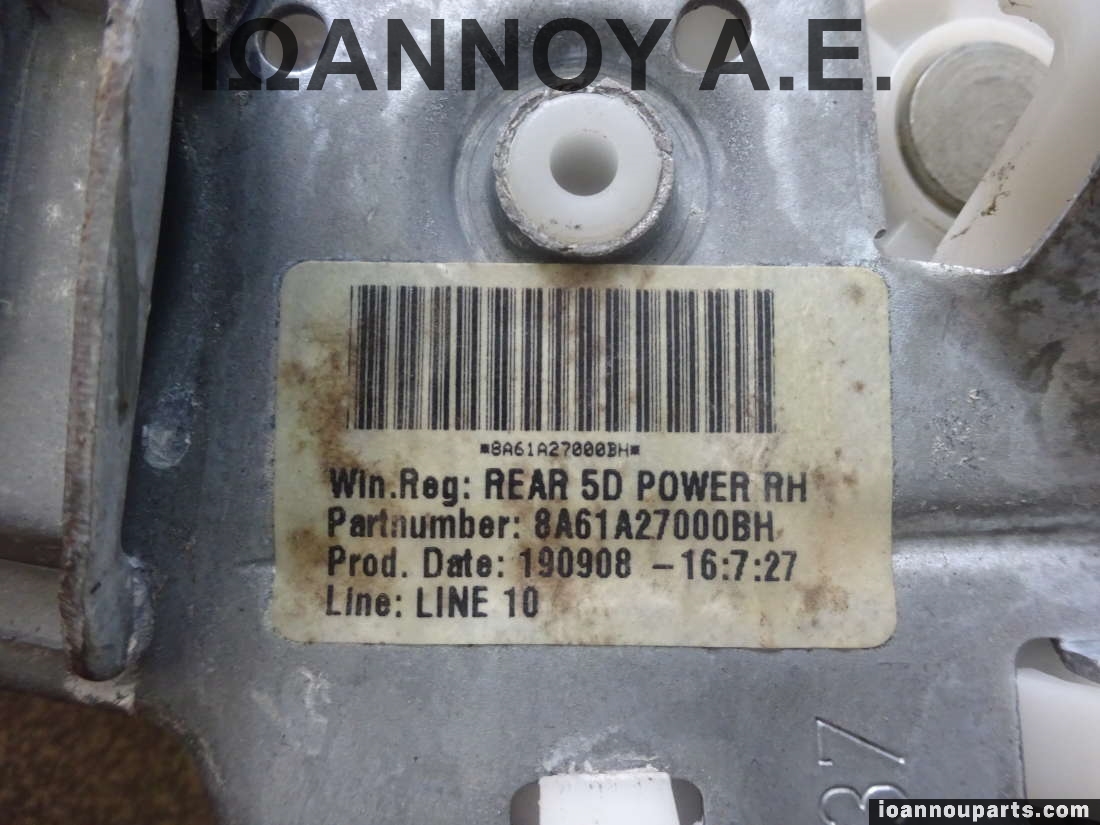 ΙΩΑΝΝΟΥ Α.Ε.
*8A61A27000BH*
Win.Reg: REAR 5D POWER RH
Partnumber: 8A61A27000BH
Prod. Date: 190908 - 16:7:27
Line: LINE 10
37
ioannouparts.com